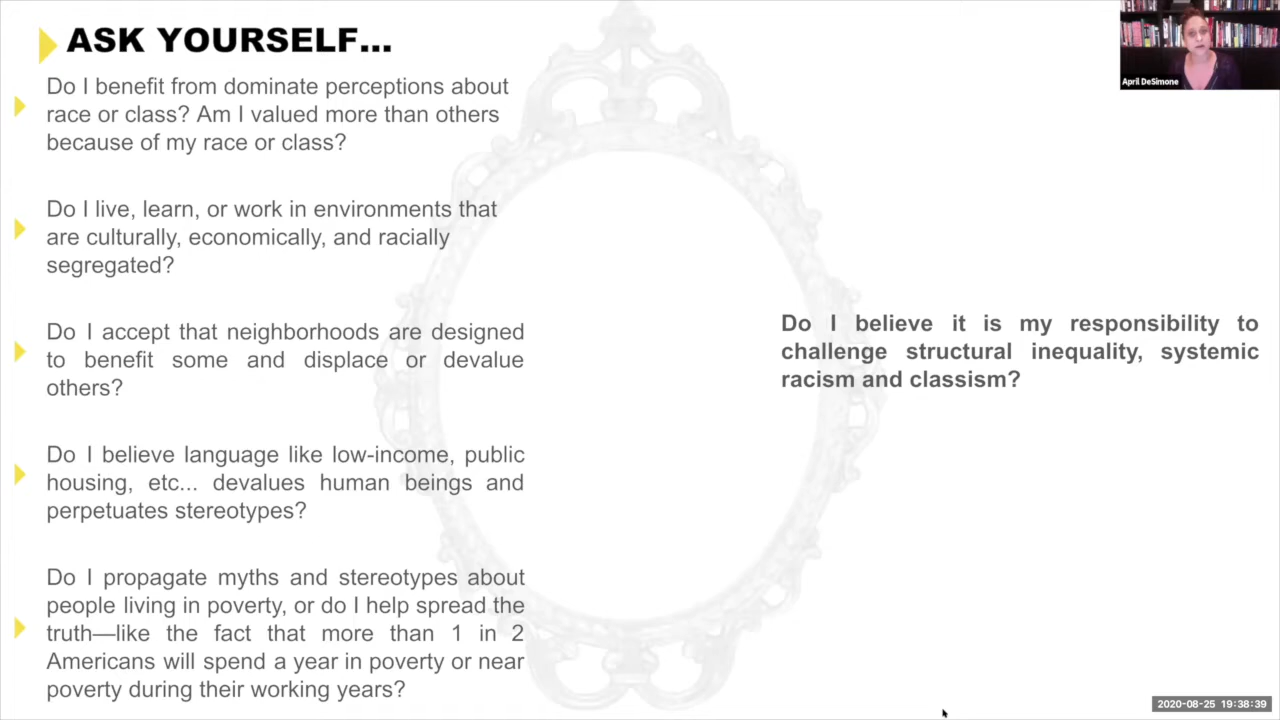 ASK YOURSELF...
Do I benefit from dominate perceptions about
race or class? Am I valued more than others
because of my race or class?
Do I live, learn, or work in environments that
are culturally, economically, and racially
segregated?
Do I accept that neighborhoods are designed
to benefit some and displace or devalue
others?
Do I believe language like low-income, public
housing, etc... devalues human beings and
perpetuates stereotypes?
Do I propagate myths and stereotypes about
people living in poverty, or do I help spread the
truth—like the fact that more than 1 in 2
Americans will spend a year in poverty or near
poverty during their working years?
Do I believe it is my responsibility to
challenge structural inequality, systemic
racism and classism?
April DeSimone
2020-08-25 19:38:39